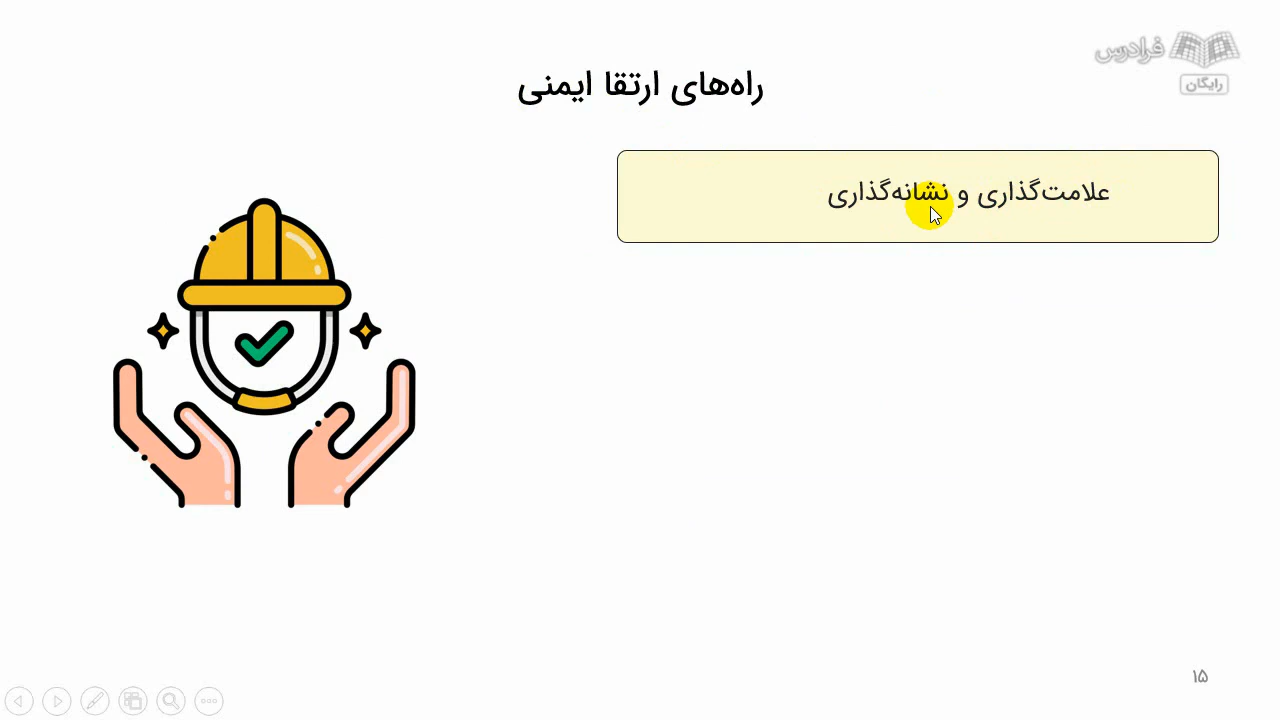 فرادرس
رایگان
راه‌های ارتقا ایمنی
علامت‌گذاری و نشانه‌گذاری
۱۵